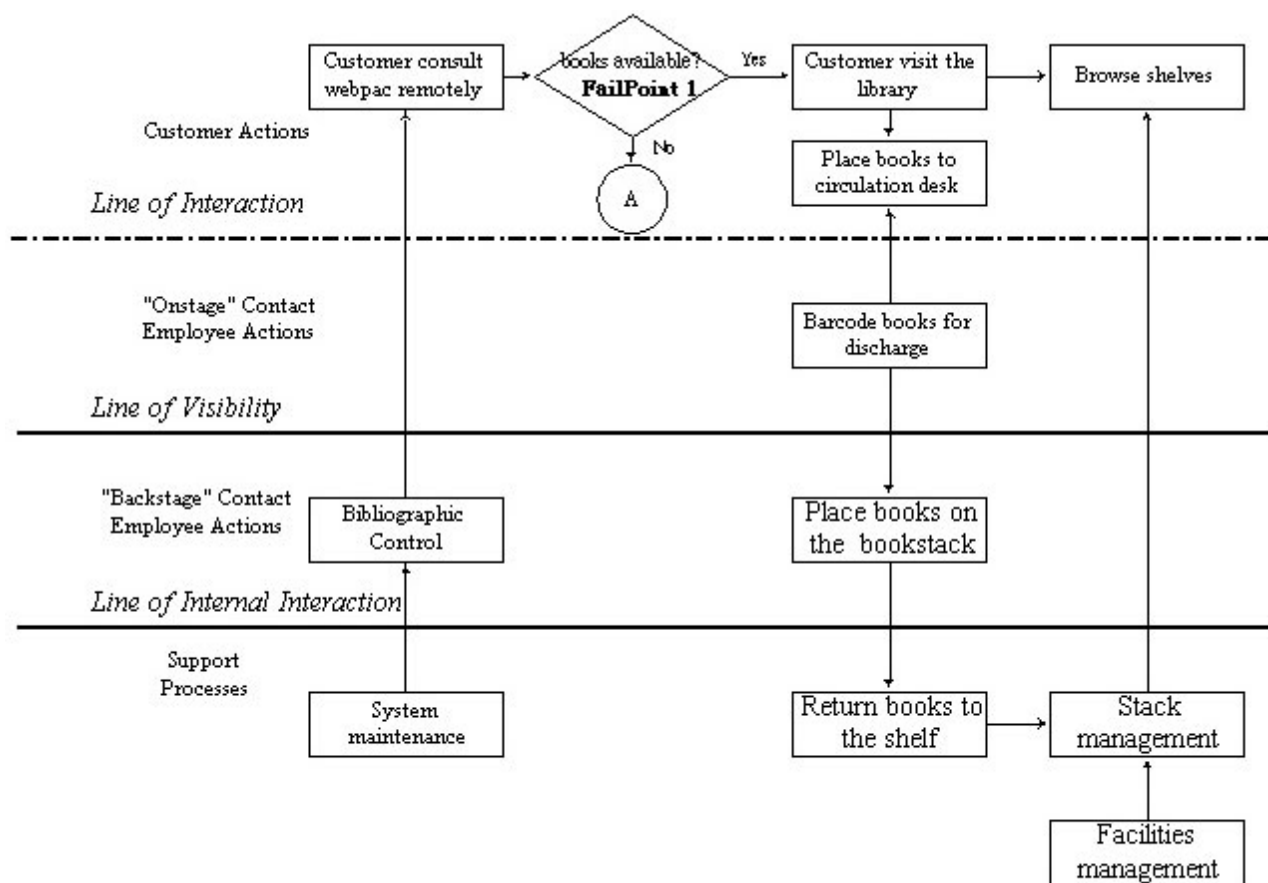 Customer consult
webpac remotely
books available?
FailPoint 1
Yes
Customer visit the
library
Browse shelves
Customer Actions
No
Place books to
circulation desk
A
Line of Interaction
"Onstage" Contact
Employee Actions
Barcode books for
discharge
Line of Visibility
"Backstage" Contact
Employee Actions
Bibliographic
Control
Place books on
the bookstack
Line of Internal Interaction
Support
Processes
System
maintenance
Return books to
the shelf
Stack
management
Facilities
management